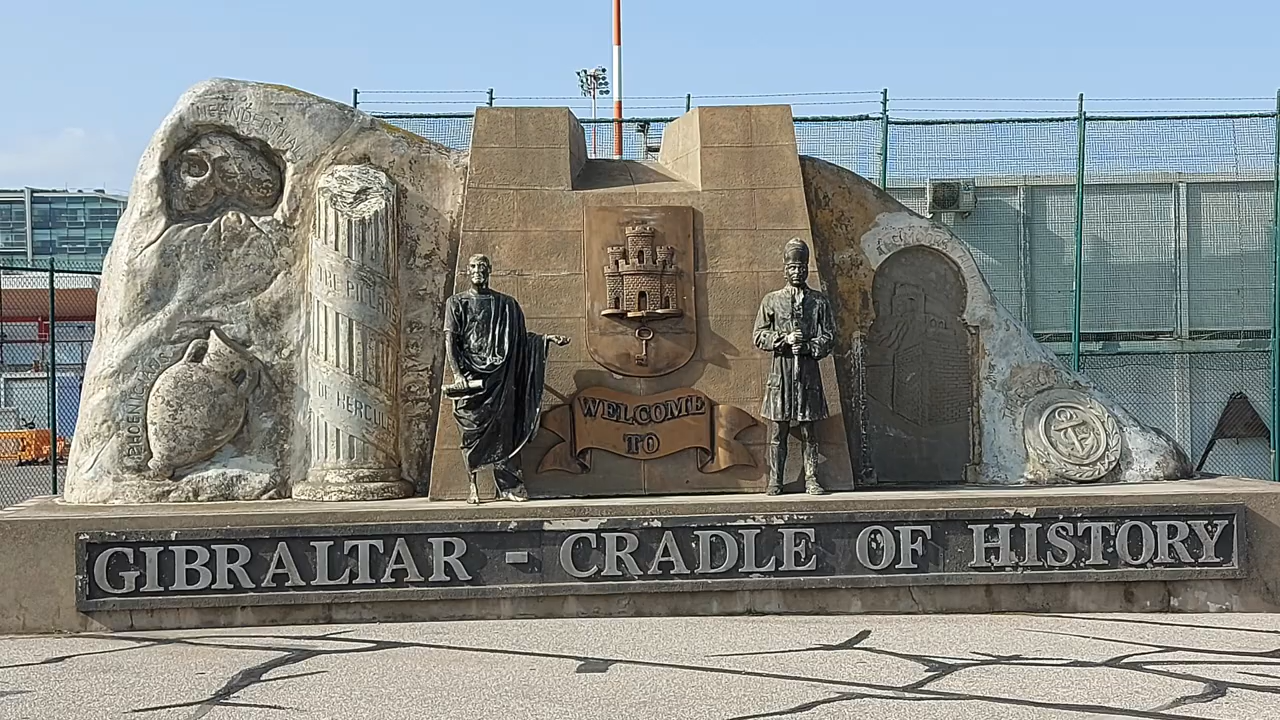 NEANDERTHAL
THE PILLARS
OF HERCULES
PHOENICIANS
WELCOME
TO
GIBRALTAR - CRADLE OF HISTORY